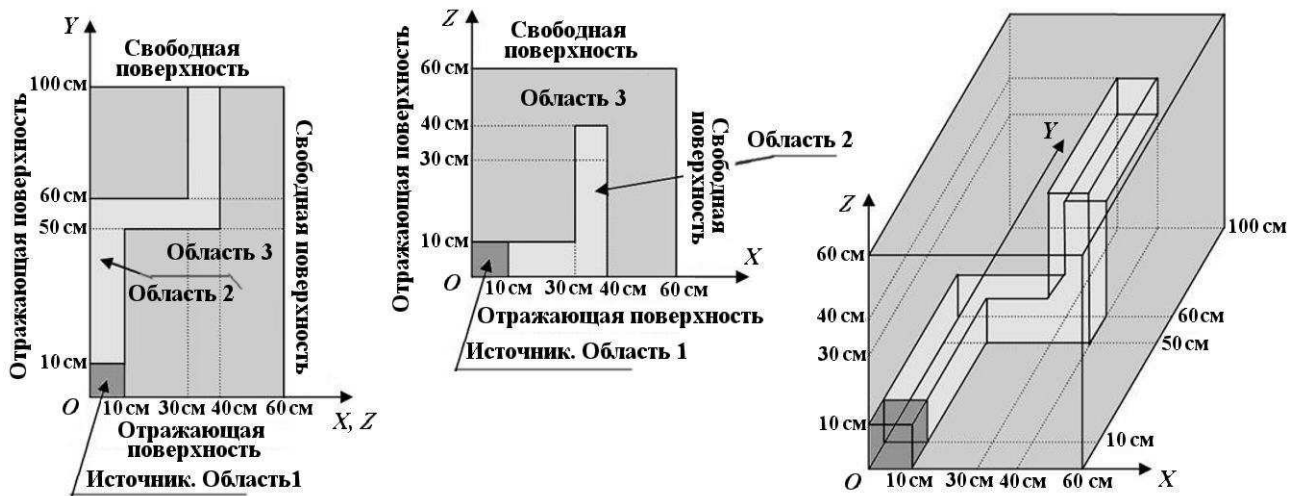 Y
Свободная
поверхность
100 см
Отражающая поверхность
Свободная поверхность
60 см
50 см
Область 3
Область 2
10 см
O
10 см 30 см 40 см 60 см
X, Z
Отражающая
поверхность
Источник. Область1
Z
Свободная
поверхность
60 см
Отражающая поверхность
Область 3
Свободная
поверхность
Область 2
40 см
30 см
10 см
X
O
10 см 30 см 40 см 60 см
Отражающая поверхность
Источник. Область 1
Y
Z
100 см
60 см
60 см
50 см
40 см
30 см
10 см
10 см
O
10 см 30 см 40 см 60 см
X